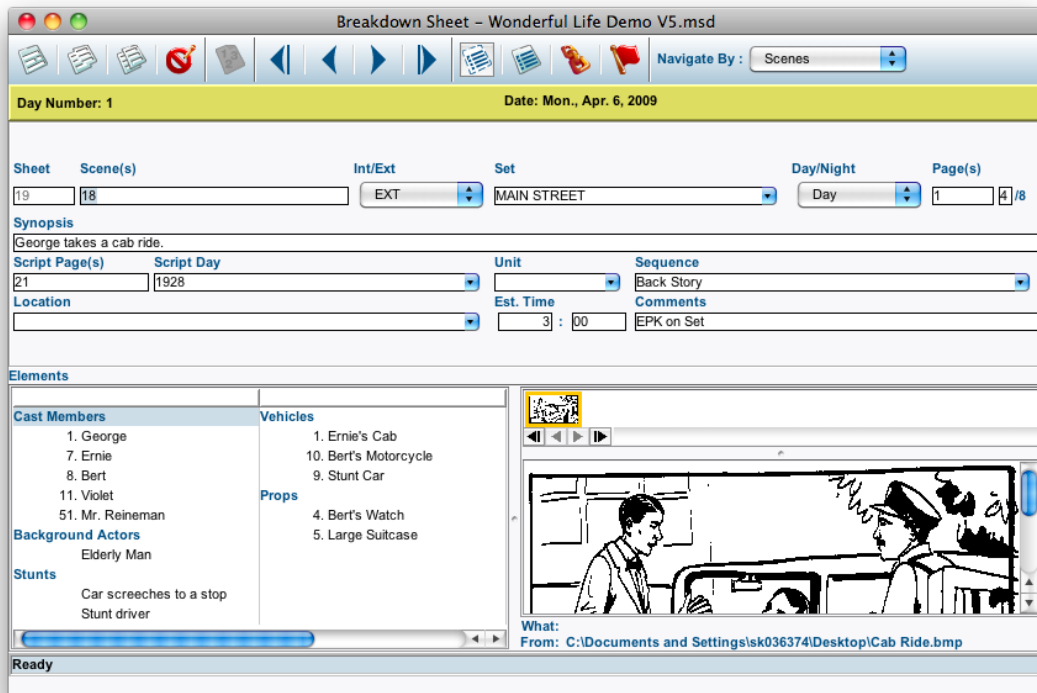 Breakdown Sheet – Wonderful Life Demo V5.msd
Navigate By : Scenes
Day Number: 1 Date: Mon., Apr. 6, 2009
Sheet Scene(s) Int/Ext Set Day/Night Page(s)
19 18 EXT MAIN STREET Day 1 4 /8
Synopsis
George takes a cab ride.
Script Page(s) Script Day Unit Sequence
21 1928 Back Story
Location Est. Time Comments
3 : 00 EPK on Set
Elements
Cast Members
1. George
7. Ernie
8. Bert
11. Violet
51. Mr. Reineman
Background Actors
Elderly Man
Stunts
Car screeches to a stop
Stunt driver
Vehicles
1. Ernie's Cab
10. Bert's Motorcycle
9. Stunt Car
Props
4. Bert's Watch
5. Large Suitcase
What:
From: C:\Documents and Settings\sk036374\Desktop\Cab Ride.bmp
Ready